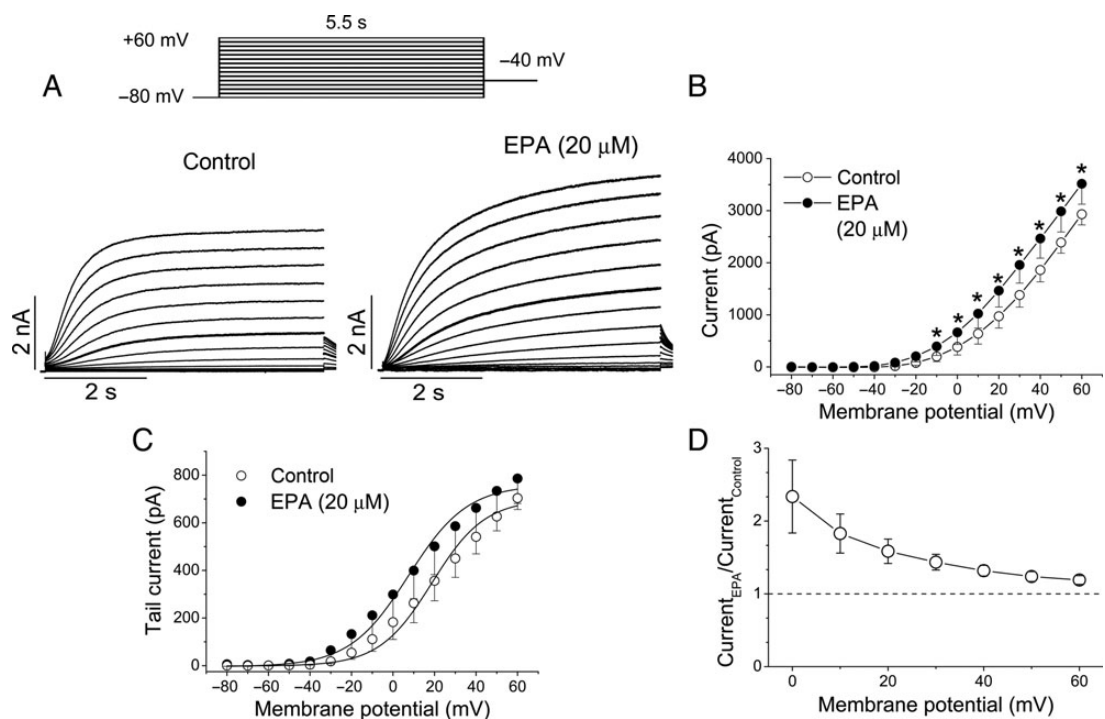 5.5 s
+60 mV
−40 mV
−80 mV
A
Control
EPA (20 μM)
2 nA
2 s
2 nA
2 s
B
Control
EPA
(20 μM)
Current (pA)
4000
3000
2000
1000
0
* * * * * * * *
−80 −60 −40 −20 0 20 40 60
Membrane potential (mV)
C
Control
EPA (20 μM)
Tail current (pA)
800
600
400
200
0
−80 −60 −40 −20 0 20 40 60
Membrane potential (mV)
D
Current_EPA/Current_Control
3
2
1
0
0 20 40 60
Membrane potential (mV)